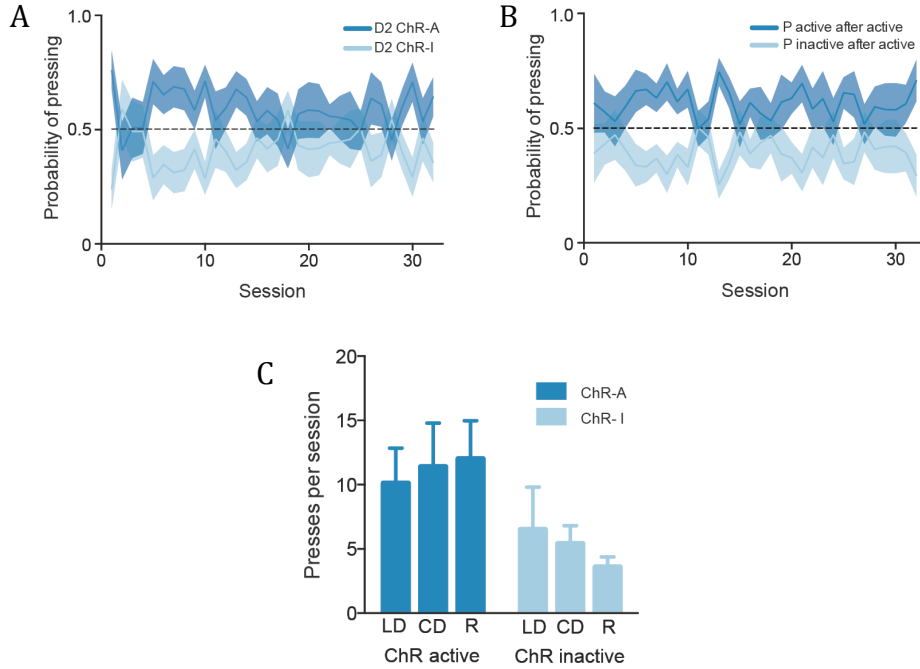 A
1.0
D2 ChR-A
D2 ChR-I
Probability of pressing
0.5
0
0
10
20
30
Session
B
1.0
P active after active
P inactive after active
Probability of pressing
0.5
0
0
10
20
30
Session
C
20
ChR-A
ChR- I
15
Presses per session
10
5
0
LD CD R
LD CD R
ChR active
ChR inactive